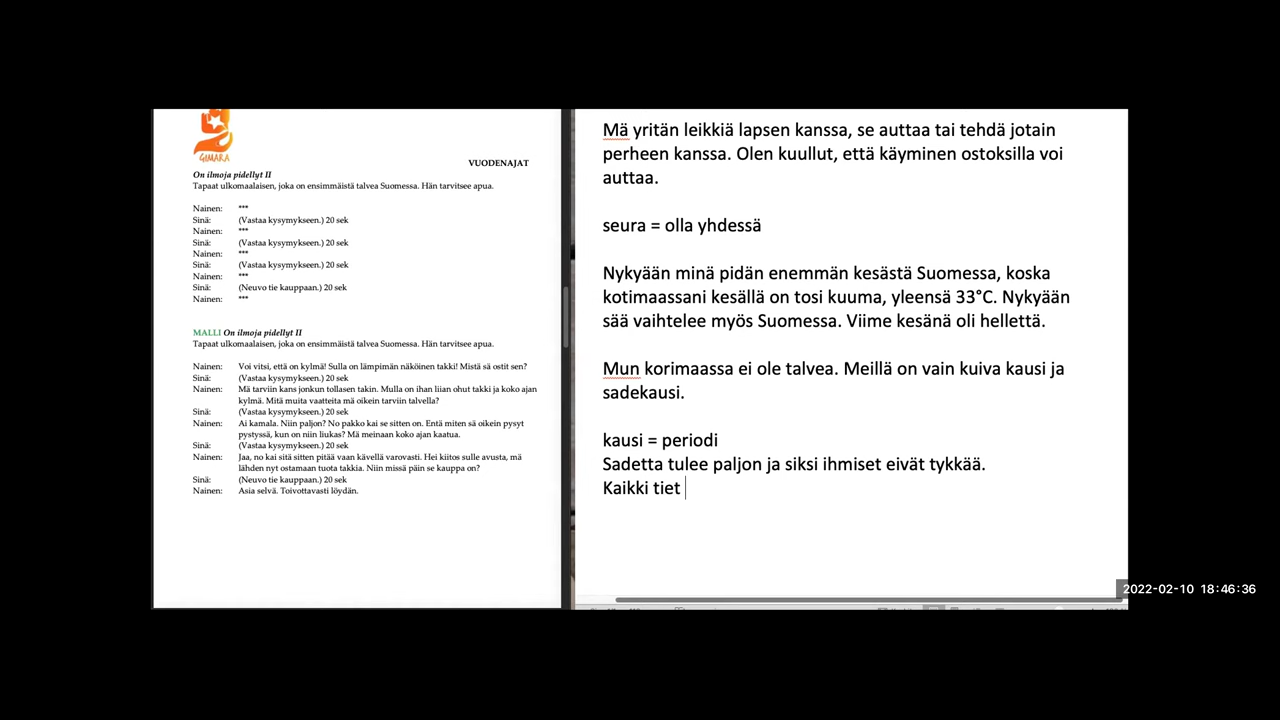 GIMARA
VUODENAJAT
On ilmoja pidellyt II
Tapaat ulkomaalaisen, joka on ensimmäistä talvea Suomessa. Hän tarvitsee apua.
Nainen: ***
Sinä: (Vastaa kysymykseen.) 20 sek
Nainen: ***
Sinä: (Vastaa kysymykseen.) 20 sek
Nainen: ***
Sinä: (Vastaa kysymykseen.) 20 sek
Nainen: ***
Sinä: (Neuvo tie kauppaan.) 20 sek
Nainen: ***
MALLI On ilmoja pidellyt II
Tapaat ulkomaalaisen, joka on ensimmäistä talvea Suomessa. Hän tarvitsee apua.
Nainen: Voi vitsi, että on kylmä! Sulla on lämpimän näköinen takki! Mistä sä ostit sen?
Sinä: (Vastaa kysymykseen.) 20 sek
Nainen: Mä tarviin kans jonkun tollasen takin. Mulla on ihan liian ohut takki ja koko ajan
kylmä. Mitä muita vaatteita mä oikein tarviin talvella?
Sinä: (Vastaa kysymykseen.) 20 sek
Nainen: Ai kamala. Niin paljon? No pakko kai se sitten on. Entä miten sä oikein pysyt
pystyssä, kun on niin liukas? Mä meinaan koko ajan kaatua.
Sinä: (Vastaa kysymykseen.) 20 sek
Nainen: Jaa, no kai sitä sitten pitää vaan kävellä varovasti. Hei kiitos sulle avusta, mä
lähden nyt ostamaan tuota takkia. Niin missä päin se kauppa on?
Sinä: (Neuvo tie kauppaan.) 20 sek
Nainen: Asia selvä. Toivottavasti löydän.
Mä yritän leikkiä lapsen kanssa, se auttaa tai tehdä jotain
perheen kanssa. Olen kuullut, että käyminen ostoksilla voi
auttaa.
seura = olla yhdessä
Nykyään minä pidän enemmän kesästä Suomessa, koska
kotimaassani kesällä on tosi kuuma, yleensä 33°C. Nykyään
sää vaihtelee myös Suomessa. Viime kesänä oli hellettä.
Mun korimaassa ei ole talvea. Meillä on vain kuiva kausi ja
sadekausi.
kausi = periodi
Sadetta tulee paljon ja siksi ihmiset eivät tykkää.
Kaikki tiet
2022-02-10 18:46:36